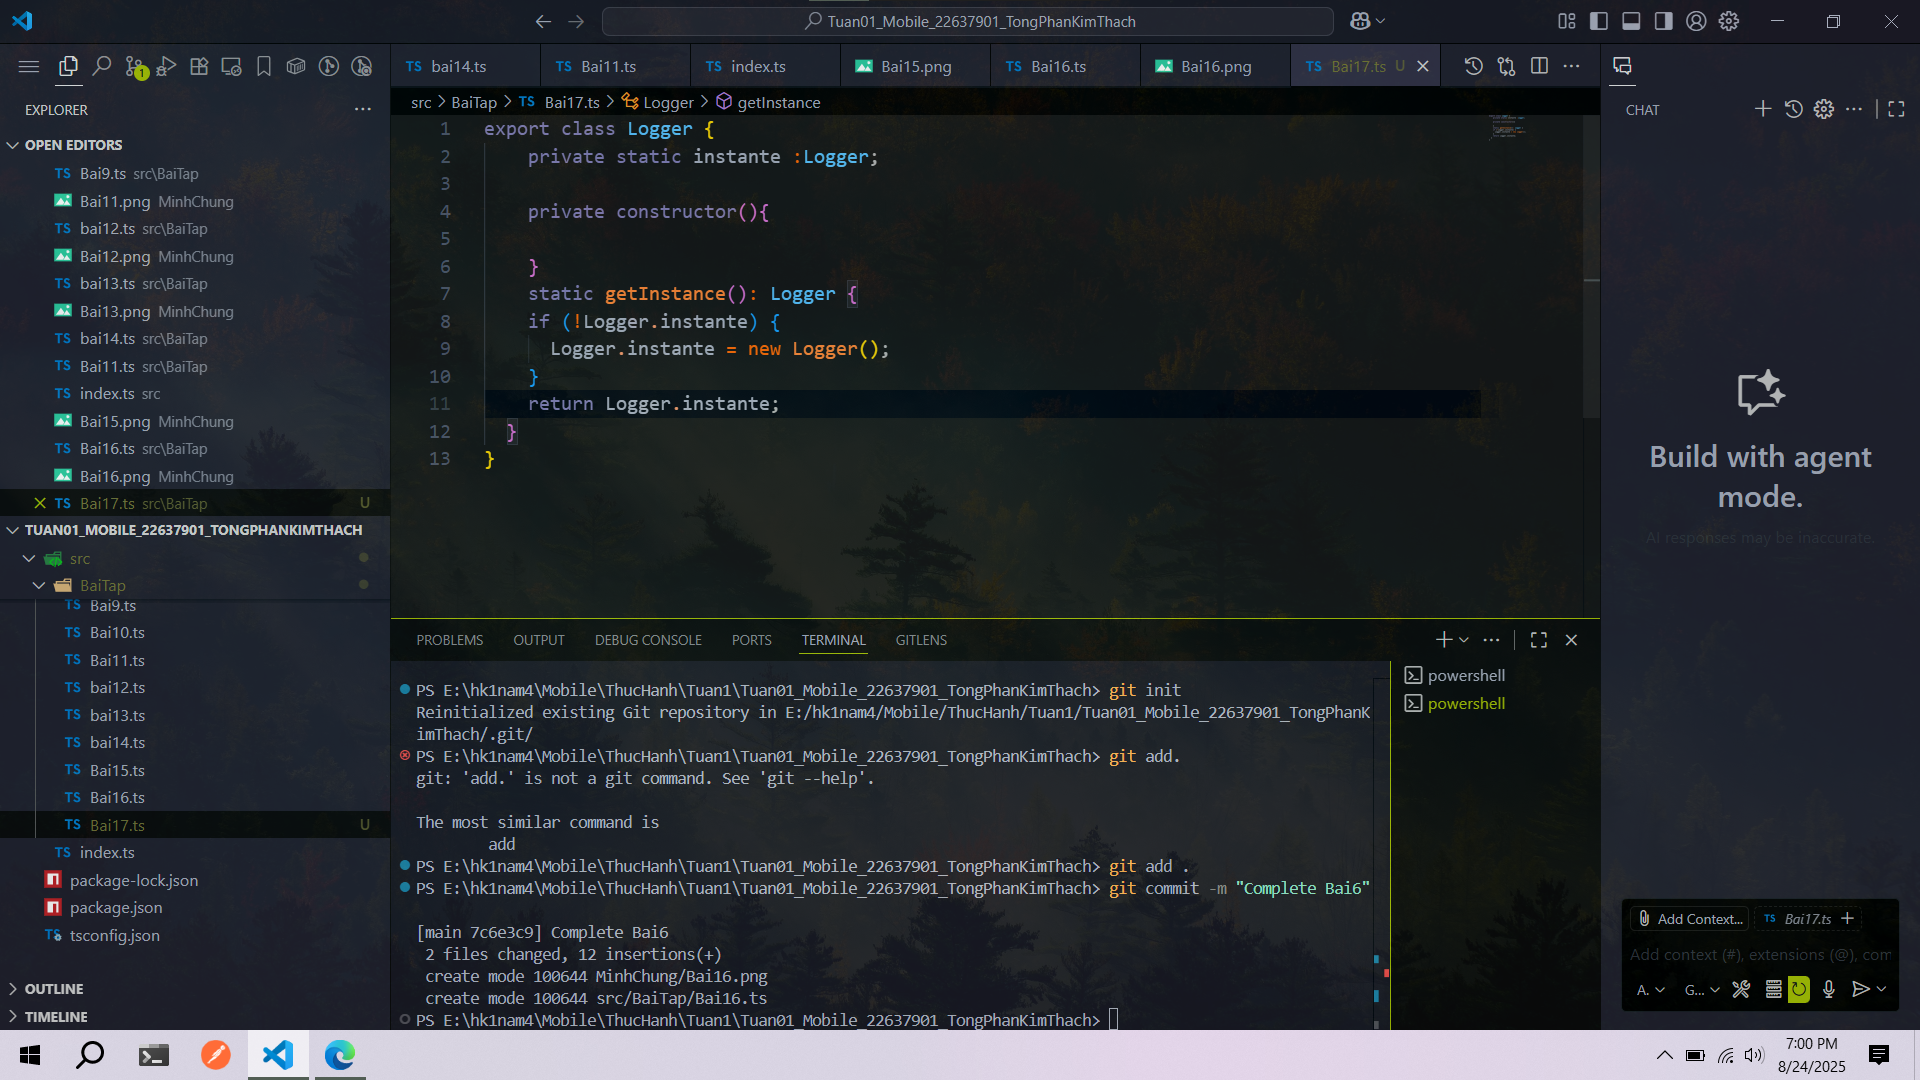 Tuan01_Mobile_22637901_TongPhanKimThach
1
TS bai14.ts
TS Bai11.ts
TS index.ts
Bai15.png
TS Bai16.ts
Bai16.png
TS Bai17.ts U
EXPLORER
OPEN EDITORS
TS Bai9.ts src\BaiTap
Bai11.png MinhChung
TS bai12.ts src\BaiTap
Bai12.png MinhChung
TS bai13.ts src\BaiTap
Bai13.png MinhChung
TS bai14.ts src\BaiTap
TS Bai11.ts src\BaiTap
TS index.ts src
Bai15.png MinhChung
TS Bai16.ts src\BaiTap
Bai16.png MinhChung
TS Bai17.ts src\BaiTap U
TUAN01_MOBILE_22637901_TONGPHANKIMTHACH
src
BaiTap
TS Bai9.ts
TS Bai10.ts
TS Bai11.ts
TS bai12.ts
TS bai13.ts
TS bai14.ts
TS Bai15.ts
TS Bai16.ts
TS Bai17.ts U
TS index.ts
package-lock.json
package.json
TS tsconfig.json
OUTLINE
TIMELINE
src > BaiTap > TS Bai17.ts > Logger > getInstance
1 export class Logger {
2 private static instante :Logger;
3
4 private constructor(){
5
6 }
7 static getInstance(): Logger {
8 if (!Logger.instante) {
9 Logger.instante = new Logger();
10 }
11 return Logger.instante;
12 }
13 }
PROBLEMS OUTPUT DEBUG CONSOLE PORTS TERMINAL GITLENS
PS E:\hk1nam4\Mobile\ThucHanh\Tuan1\Tuan01_Mobile_22637901_TongPhanKimThach> git init
Reinitialized existing Git repository in E:/hk1nam4/Mobile/ThucHanh/Tuan1/Tuan01_Mobile_22637901_TongPhanK
imThach/.git/
PS E:\hk1nam4\Mobile\ThucHanh\Tuan1\Tuan01_Mobile_22637901_TongPhanKimThach> git add.
git: 'add.' is not a git command. See 'git --help'.
The most similar command is
add
PS E:\hk1nam4\Mobile\ThucHanh\Tuan1\Tuan01_Mobile_22637901_TongPhanKimThach> git add .
PS E:\hk1nam4\Mobile\ThucHanh\Tuan1\Tuan01_Mobile_22637901_TongPhanKimThach> git commit -m "Complete Bai6"
[main 7c6e3c9] Complete Bai6
2 files changed, 12 insertions(+)
create mode 100644 MinhChung/Bai16.png
create mode 100644 src/BaiTap/Bai16.ts
PS E:\hk1nam4\Mobile\ThucHanh\Tuan1\Tuan01_Mobile_22637901_TongPhanKimThach>
powershell
powershell
CHAT
Build with agent
mode.
AI responses may be inaccurate.
Add Context... TS Bai17.ts +
Add context (#), extensions (@), com
A. G...
7:00 PM
8/24/2025